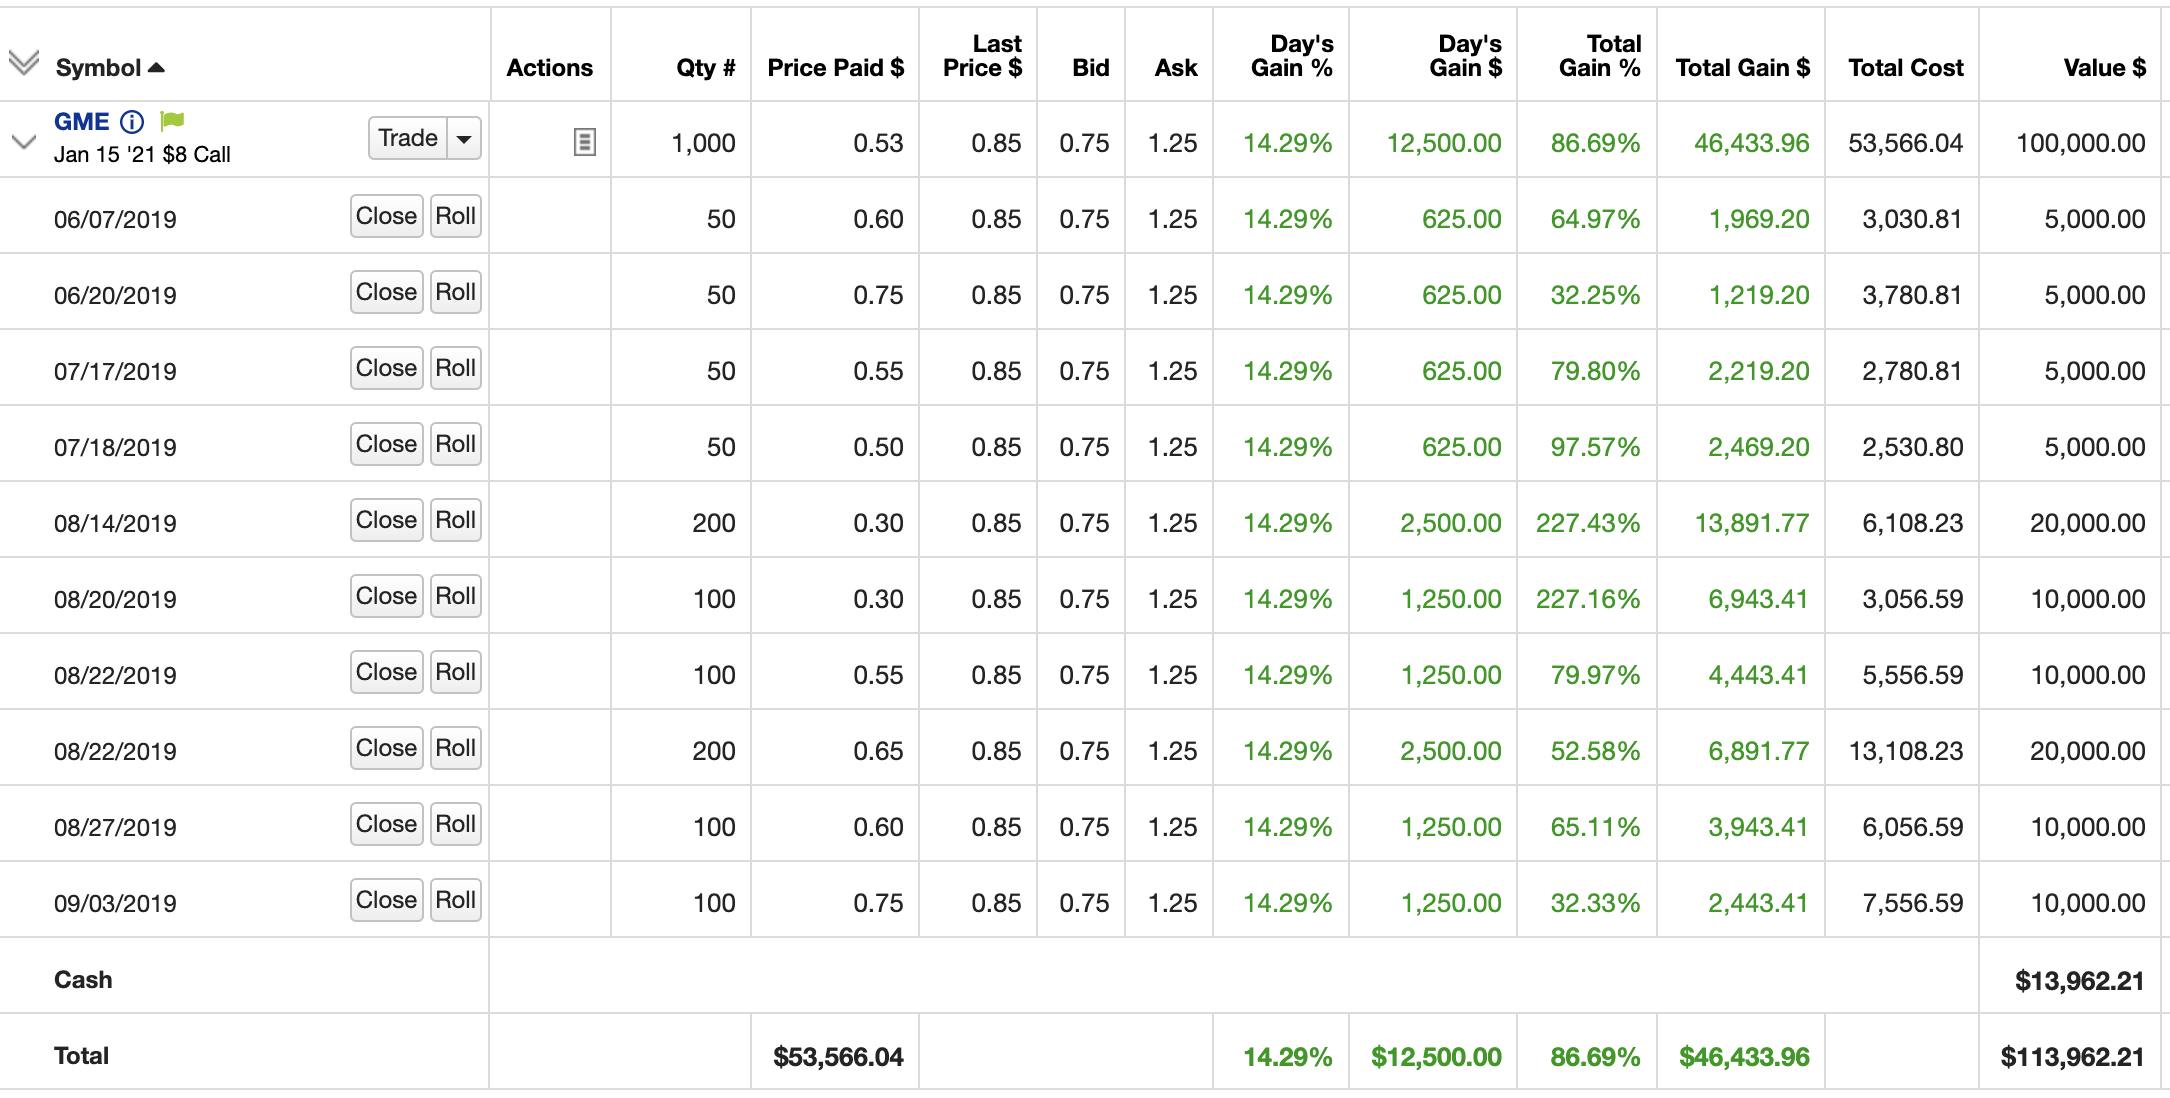 Symbol Actions Qty # Price Paid $ Last Price $ Bid Ask Day's Gain % Day's Gain $ Total Gain % Total Gain $ Total Cost Value $
GME
Jan 15 '21 $8 Call Trade 1,000 0.53 0.85 0.75 1.25 14.29% 12,500.00 86.69% 46,433.96 53,566.04 100,000.00
06/07/2019 Close Roll 50 0.60 0.85 0.75 1.25 14.29% 625.00 64.97% 1,969.20 3,030.81 5,000.00
06/20/2019 Close Roll 50 0.75 0.85 0.75 1.25 14.29% 625.00 32.25% 1,219.20 3,780.81 5,000.00
07/17/2019 Close Roll 50 0.55 0.85 0.75 1.25 14.29% 625.00 79.80% 2,219.20 2,780.81 5,000.00
07/18/2019 Close Roll 50 0.50 0.85 0.75 1.25 14.29% 625.00 97.57% 2,469.20 2,530.80 5,000.00
08/14/2019 Close Roll 200 0.30 0.85 0.75 1.25 14.29% 2,500.00 227.43% 13,891.77 6,108.23 20,000.00
08/20/2019 Close Roll 100 0.30 0.85 0.75 1.25 14.29% 1,250.00 227.16% 6,943.41 3,056.59 10,000.00
08/22/2019 Close Roll 100 0.55 0.85 0.75 1.25 14.29% 1,250.00 79.97% 4,443.41 5,556.59 10,000.00
08/22/2019 Close Roll 200 0.65 0.85 0.75 1.25 14.29% 2,500.00 52.58% 6,891.77 13,108.23 20,000.00
08/27/2019 Close Roll 100 0.60 0.85 0.75 1.25 14.29% 1,250.00 65.11% 3,943.41 6,056.59 10,000.00
09/03/2019 Close Roll 100 0.75 0.85 0.75 1.25 14.29% 1,250.00 32.33% 2,443.41 7,556.59 10,000.00
Cash $13,962.21
Total $53,566.04 14.29% $12,500.00 86.69% $46,433.96 $113,962.21